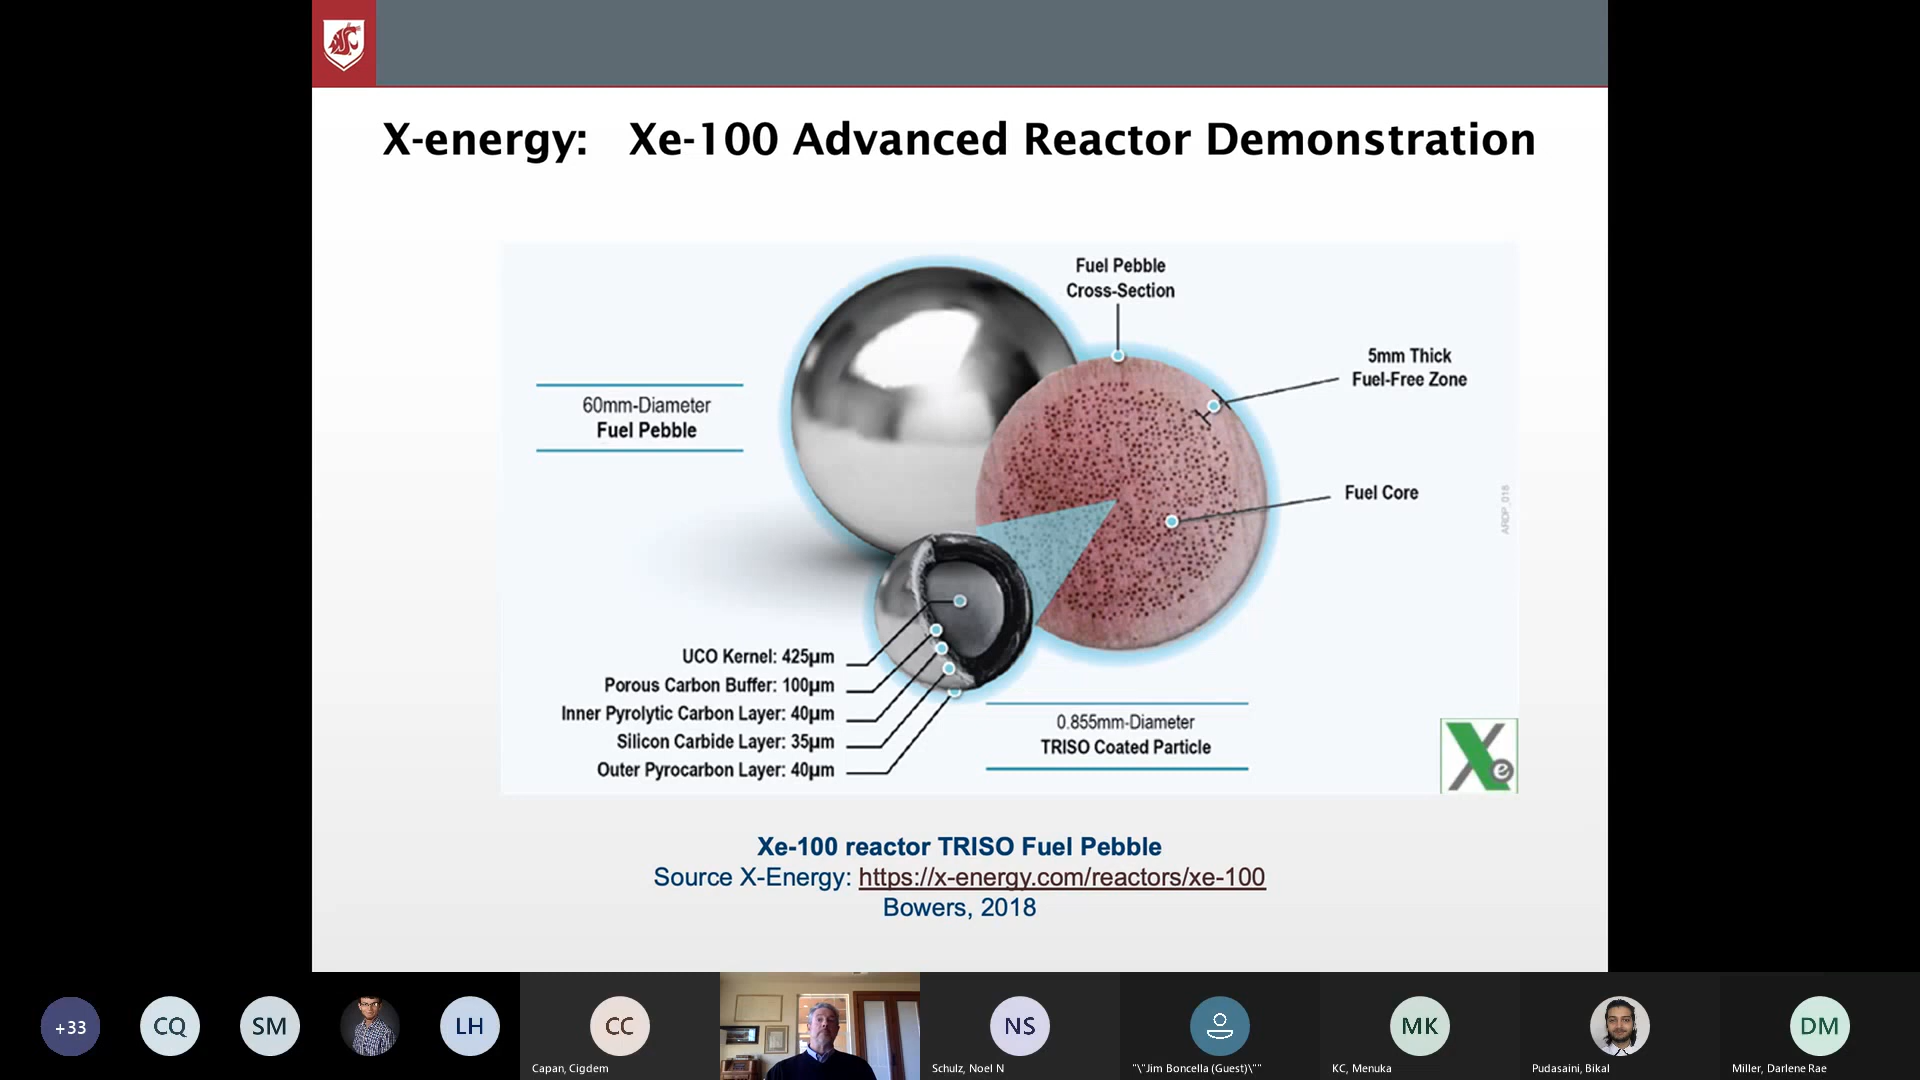 X-energy: Xe-100 Advanced Reactor Demonstration
Fuel Pebble
Cross-Section
5mm Thick
Fuel-Free Zone
60mm-Diameter
Fuel Pebble
Fuel Core
ARDP_018
UCO Kernel: 425µm
Porous Carbon Buffer: 100µm
Inner Pyrolytic Carbon Layer: 40µm
Silicon Carbide Layer: 35µm
Outer Pyrocarbon Layer: 40µm
0.855mm-Diameter
TRISO Coated Particle
Xe
Xe-100 reactor TRISO Fuel Pebble
Source X-Energy: https://x-energy.com/reactors/xe-100
Bowers, 2018
+33
CQ
SM
LH
CC
NS
MK
DM
Capan, Cigdem
Schulz, Noel N
"\"Jim Boncella (Guest)\""
KC, Menuka
Pudasaini, Bikal
Miller, Darlene Rae